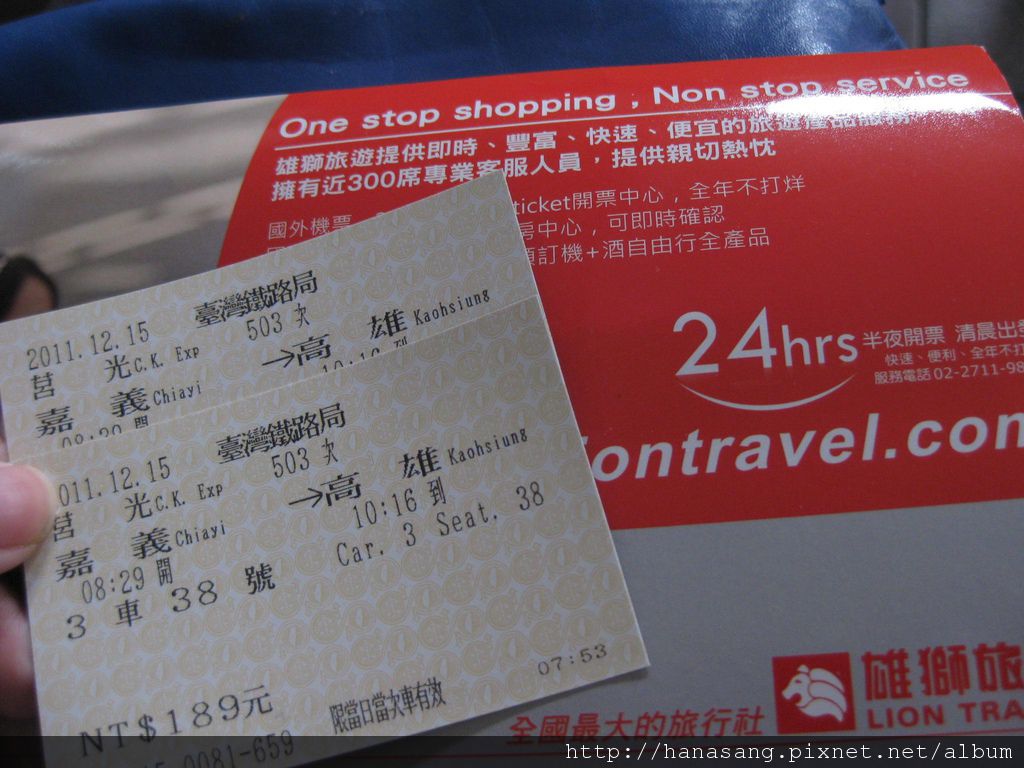 One stop shopping , Non stop service
雄獅旅遊提供即時、豐富、快速、便宜的旅遊產品服務
擁有近300席專業客服人員，提供親切熱忱
國外機票
ticket開票中心，全年不打烊
房中心，可即時確認
訂機+酒自由行全產品
24hrs 半夜開票 清晨出
快速、便利、全年不打
服務電話 02-2711-98
iontravel.com
臺灣鐵路局
2011.12.15 503 次
莒 光 C.K. Exp →高 雄 Kaohsiung
嘉 義 Chiayi
臺灣鐵路局
2011.12.15 503 次
莒 光 C.K. Exp →高 雄 Kaohsiung
嘉 義 Chiayi 10:16 到
08:29 開 Car. 3 Seat. 38
3 車 38 號
07:53
NT$189元 限當日當次車有效
0081-659
雄獅旅
LION TRA
全國最大的旅行社
http://hanasang.pixnet.net/album